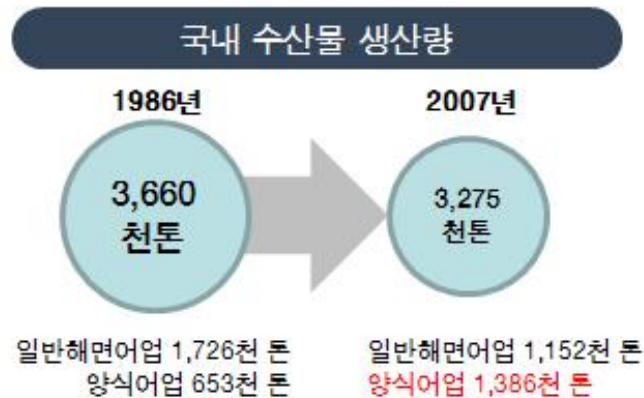 국내 수산물 생산량
1986년
2007년
3,660
천톤
3,275
천톤
일반해면어업 1,726천 톤
양식어업 653천 톤
일반해면어업 1,152천 톤
양식어업 1,386천 톤